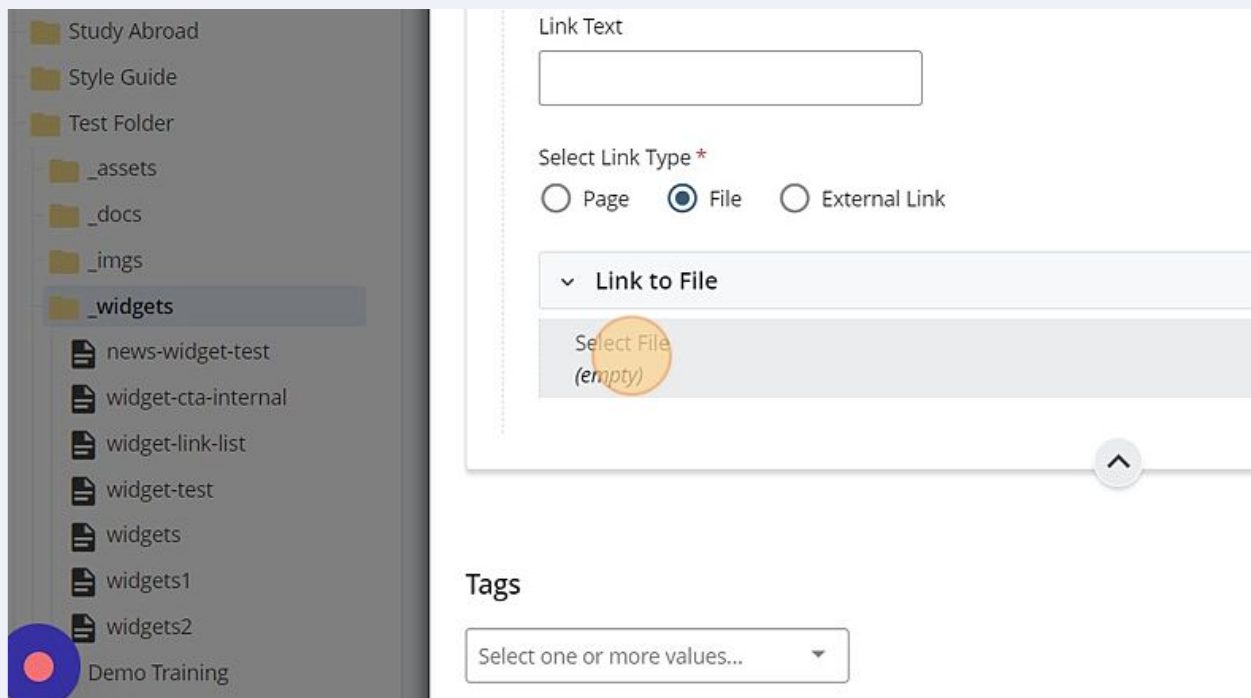 Study Abroad
Style Guide
Test Folder
_assets
_docs
_imgs
_widgets
news-widget-test
widget-cta-internal
widget-link-list
widget-test
widgets
widgets1
widgets2
Demo Training
Link Text
Select Link Type *
Page File External Link
Link to File
Select File
(empty)
Tags
Select one or more values...